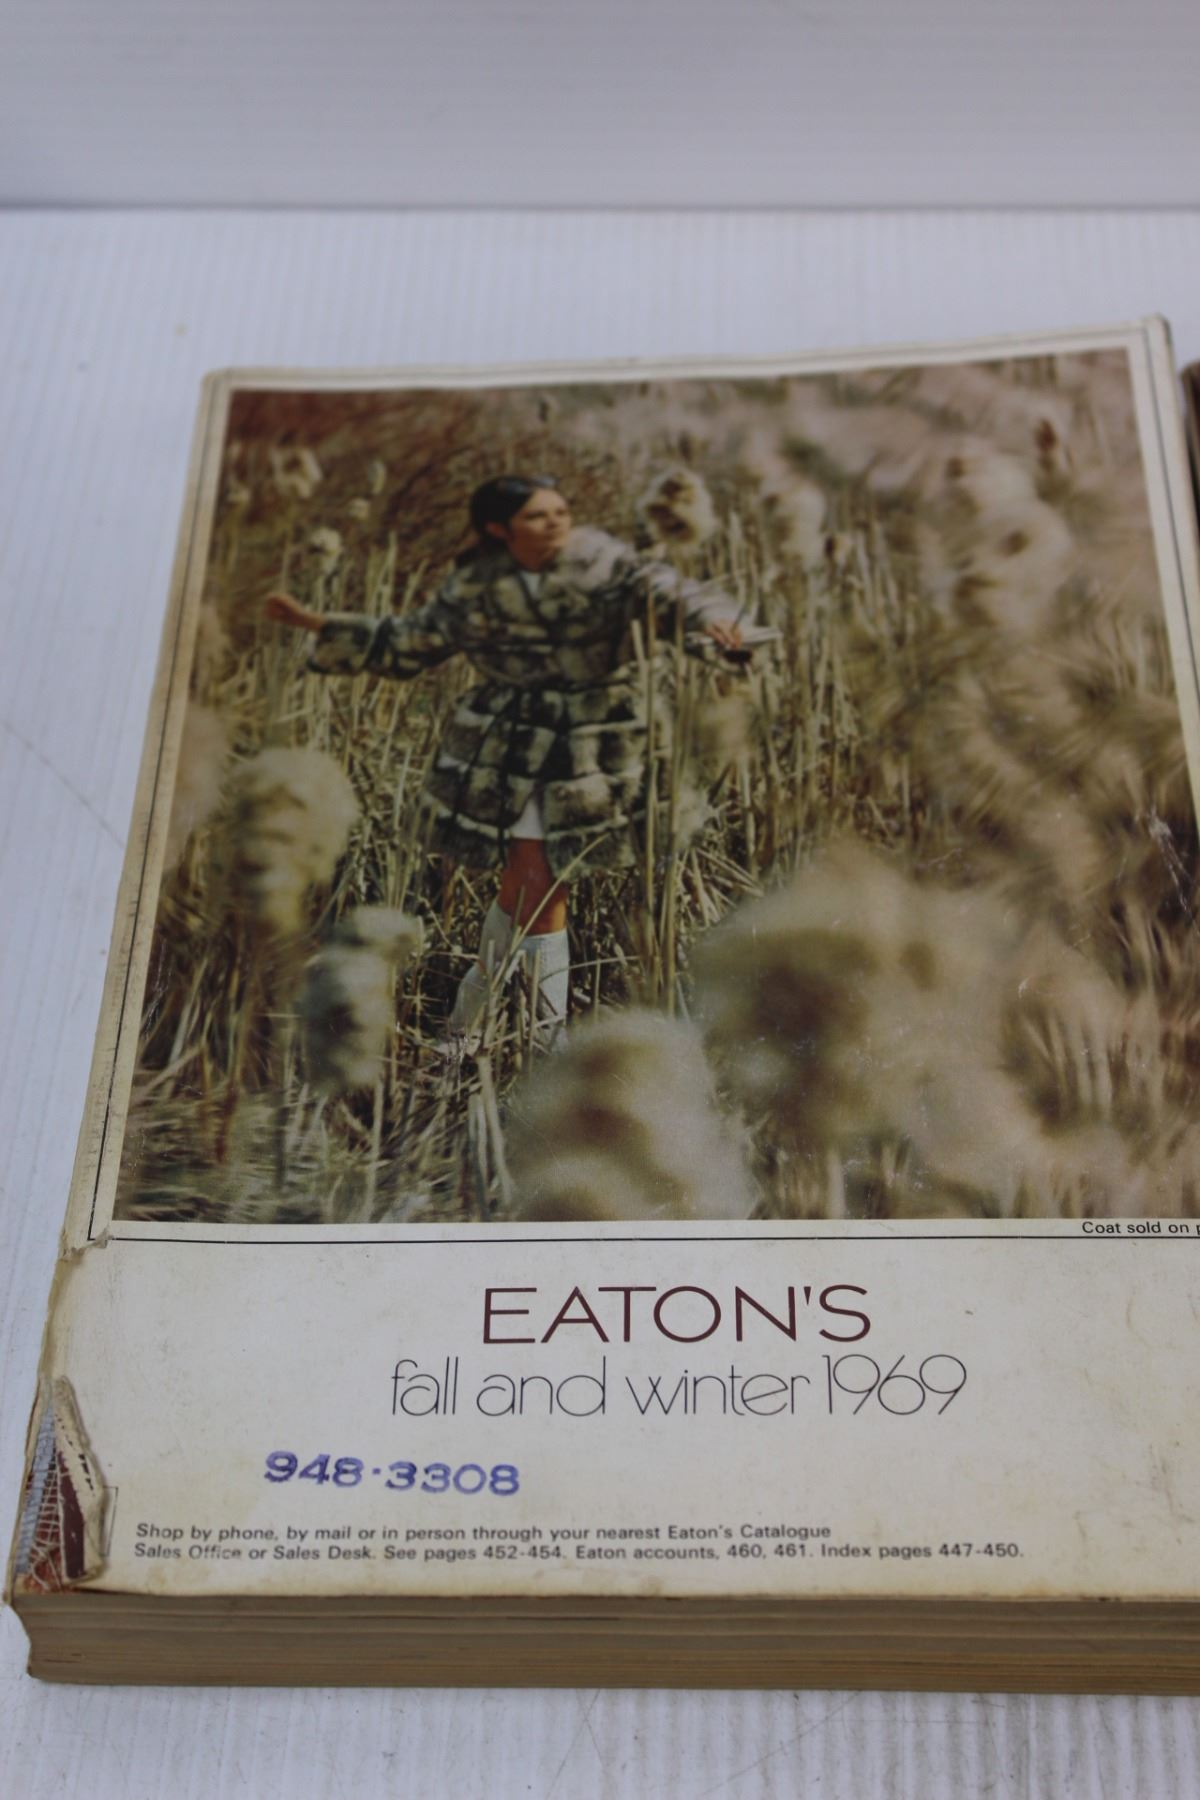 Coat sold on
EATON'S
fall and winter 1969
948-3308
Shop by phone, by mail or in person through your nearest Eaton's Catalogue
Sales Office or Sales Desk. See pages 452-454. Eaton accounts, 460, 461. Index pages 447-450.